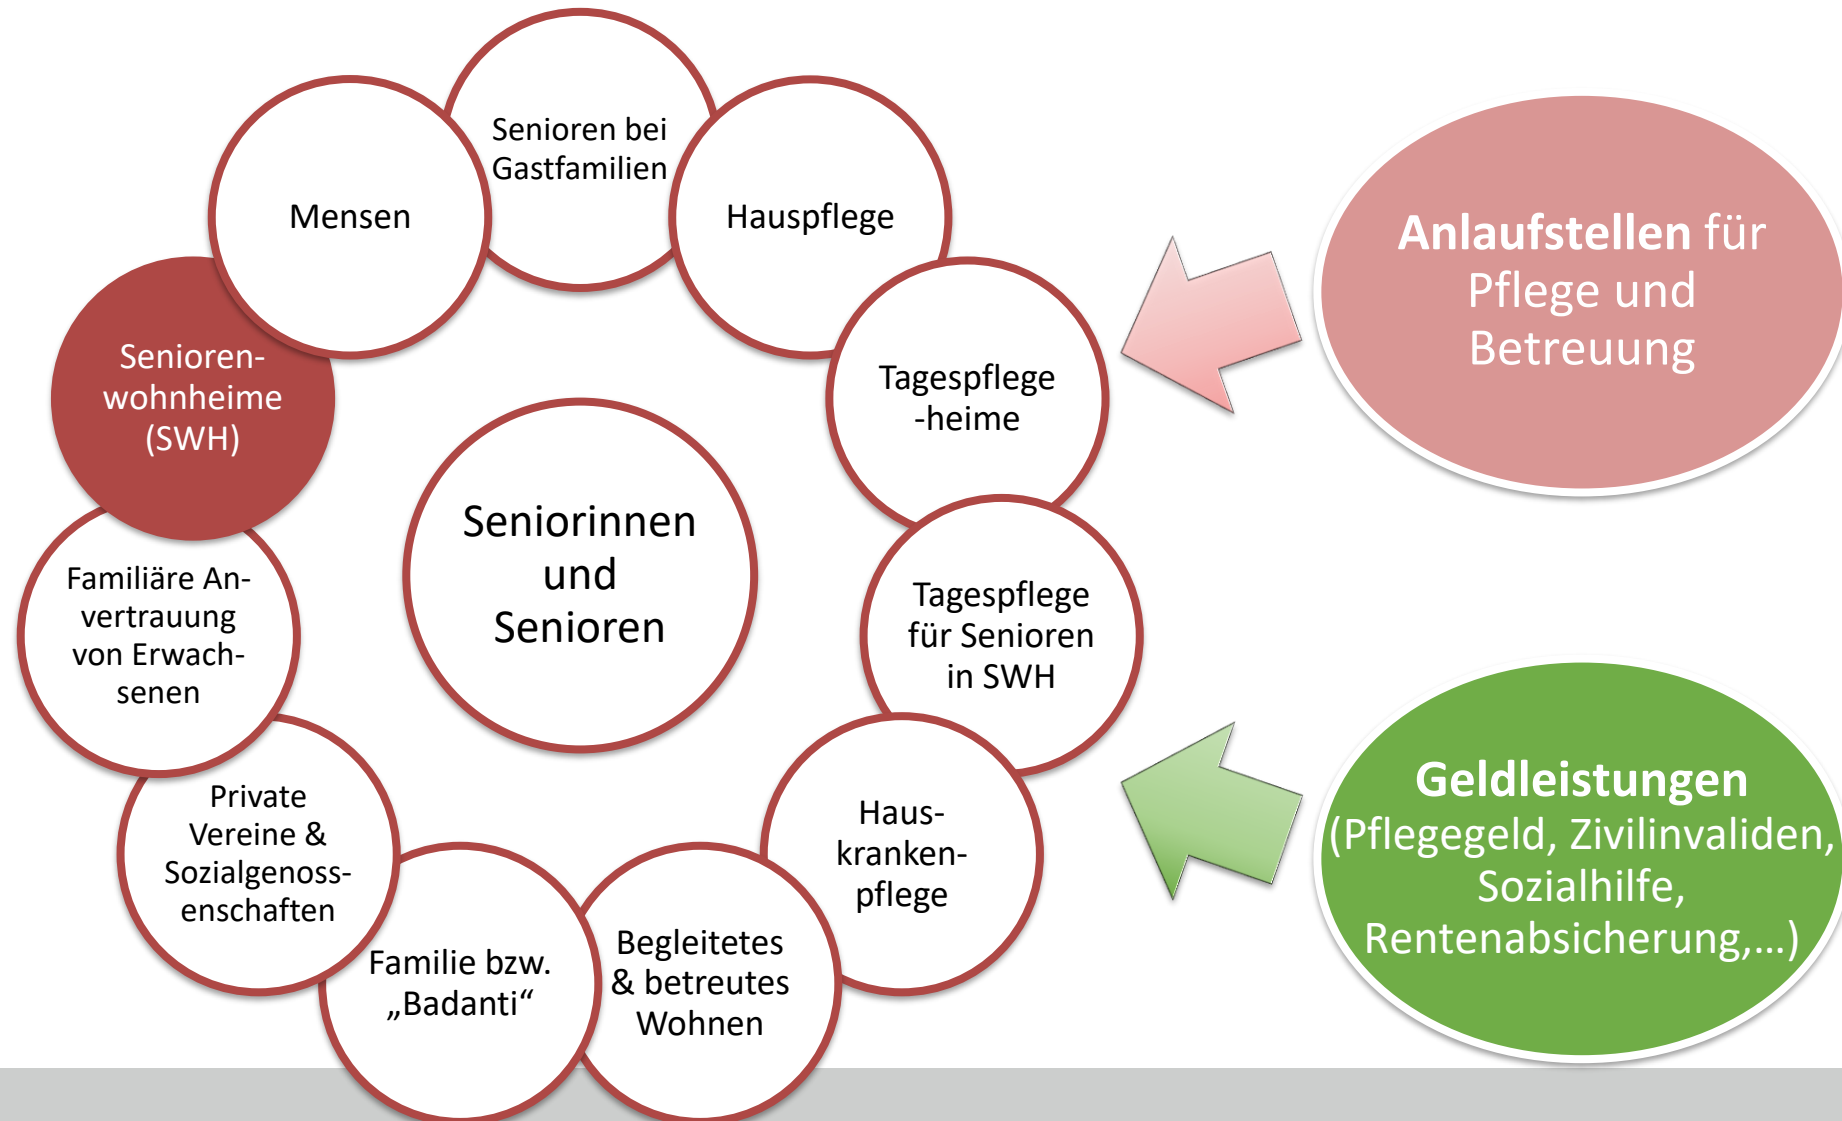 Senioren bei
Gastfamilien
Hauspflege
Tagespflege
-heime
Tagespflege
für Senioren
in SWH
Haus-
kranken-
pflege
Begleitetes
& betreutes
Wohnen
Familie bzw.
„Badanti“
Private
Vereine &
Sozialgenoss-
enschaften
Familiäre An-
vertrauung
von Erwach-
senen
Senioren-
wohnheime
(SWH)
Mensen
Seniorinnen
und
Senioren
Anlaufstellen für
Pflege und
Betreuung
Geldleistungen
(Pflegegeld, Zivilinvaliden,
Sozialhilfe,
Rentenabsicherung,...)